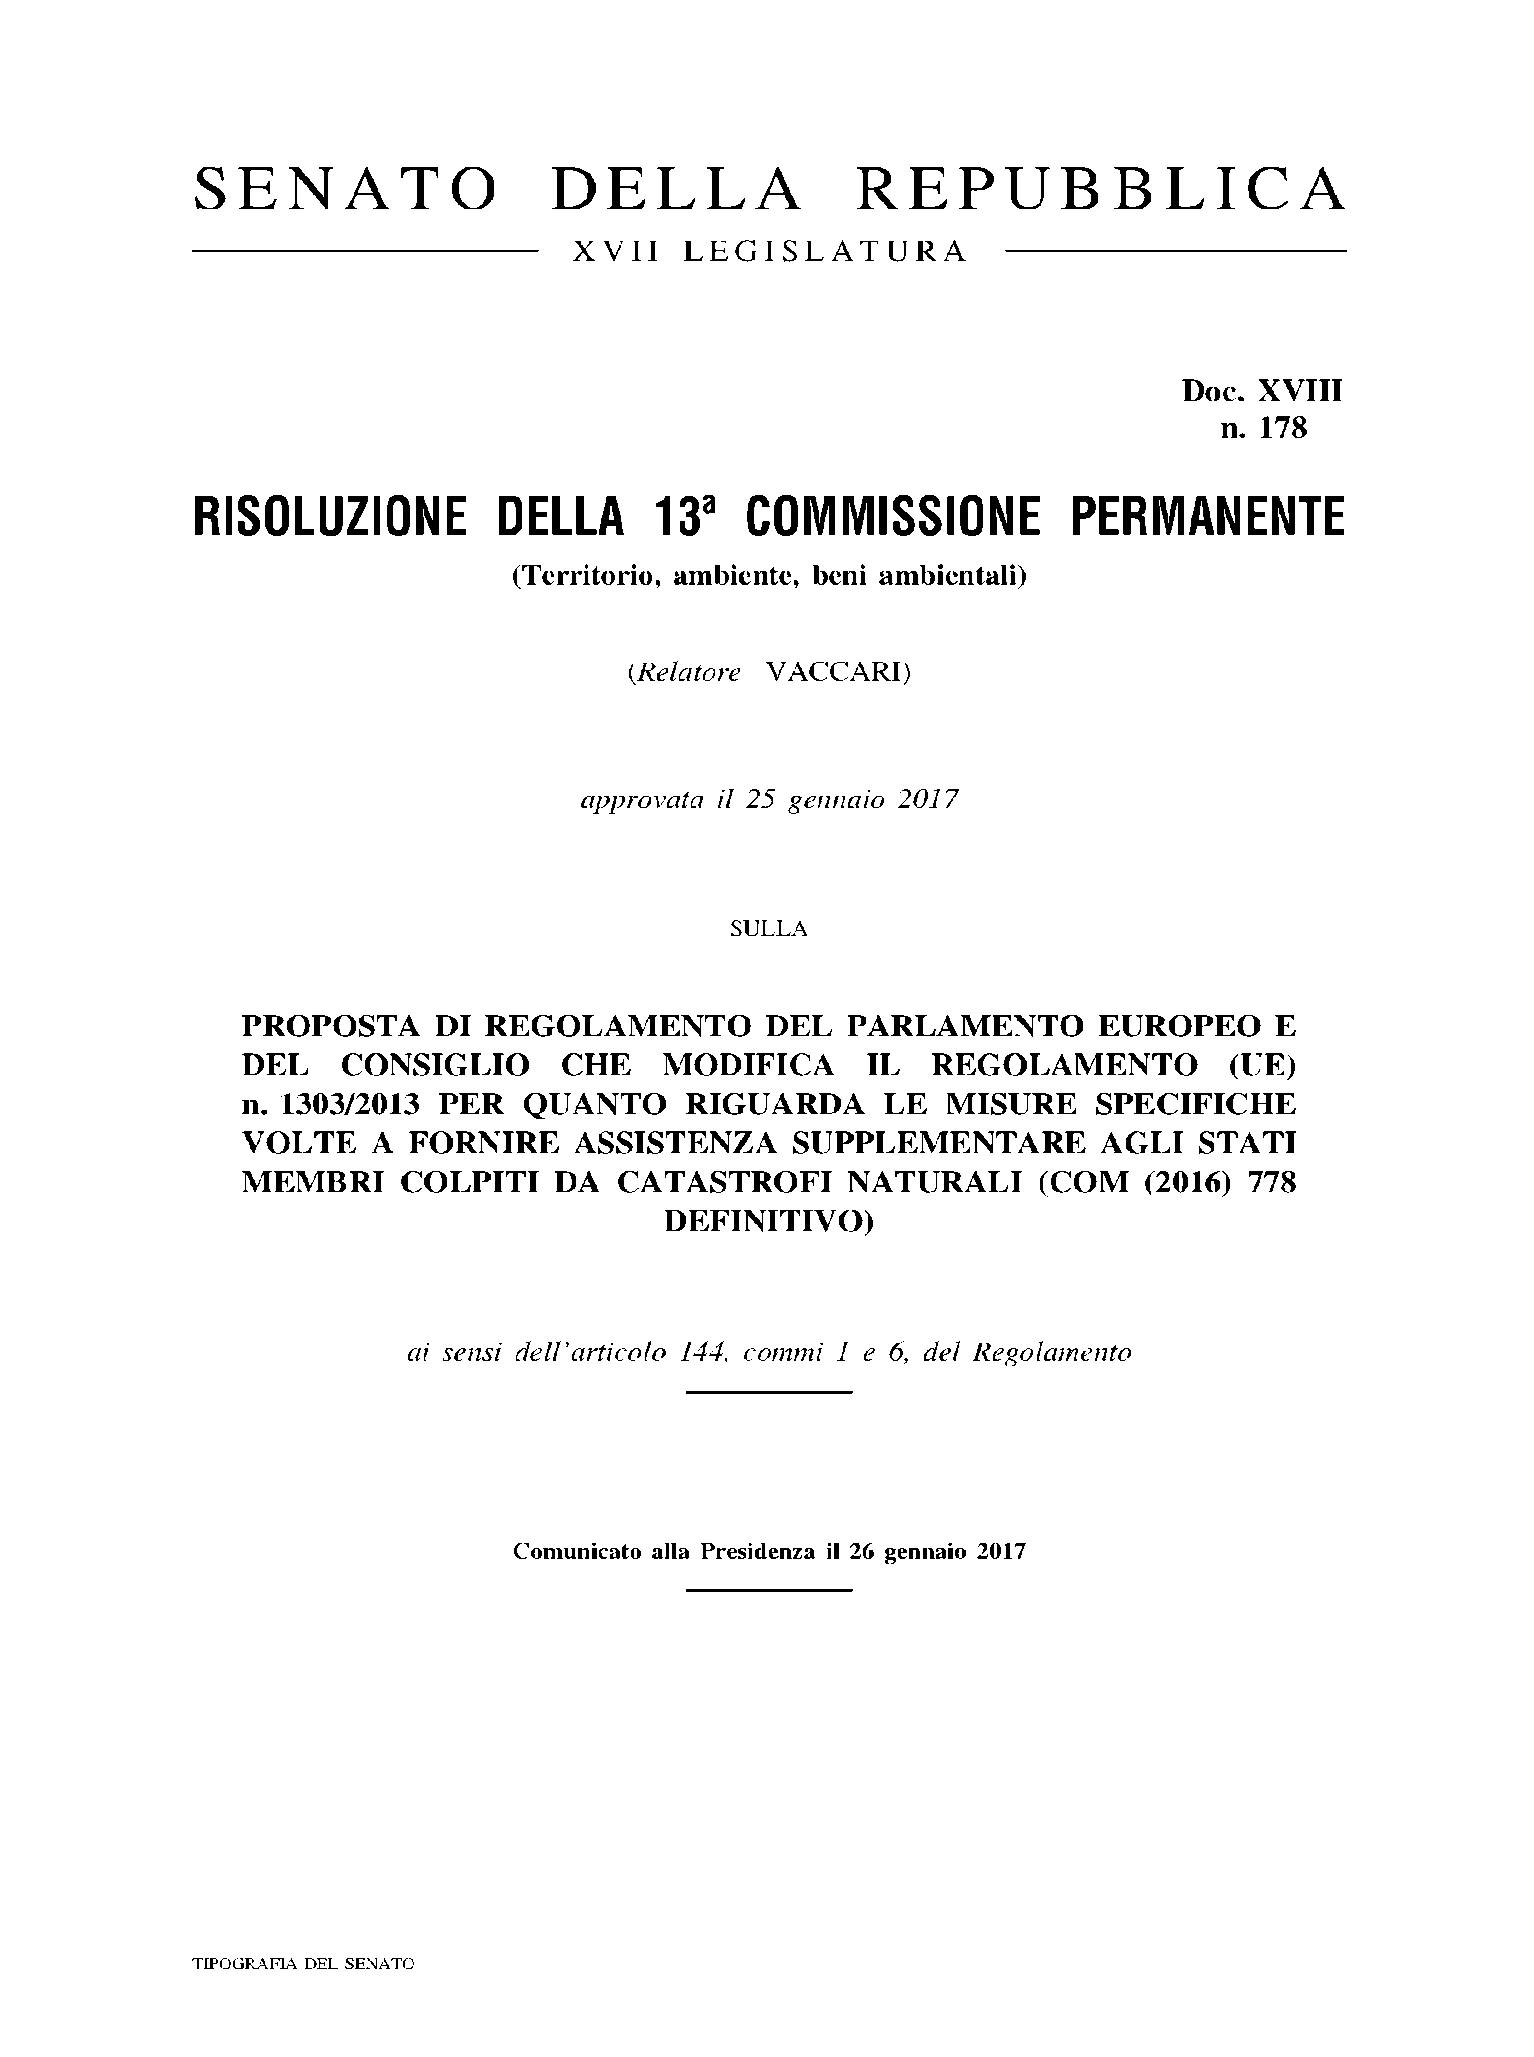 SENATO DELLA REPUBBLICA
XVII LEGISLATURA
Doc. XVIII
n. 178
RISOLUZIONE DELLA 13ª COMMISSIONE PERMANENTE
(Territorio, ambiente, beni ambientali)
(Relatore VACCARI)
approvata il 25 gennaio 2017
SULLA
PROPOSTA DI REGOLAMENTO DEL PARLAMENTO EUROPEO E
DEL CONSIGLIO CHE MODIFICA IL REGOLAMENTO (UE)
n. 1303/2013 PER QUANTO RIGUARDA LE MISURE SPECIFICHE
VOLTE A FORNIRE ASSISTENZA SUPPLEMENTARE AGLI STATI
MEMBRI COLPITI DA CATASTROFI NATURALI (COM (2016) 778
DEFINITIVO)
ai sensi dell'articolo 144, commi 1 e 6, del Regolamento
Comunicato alla Presidenza il 26 gennaio 2017
TIPOGRAFIA DEL SENATO